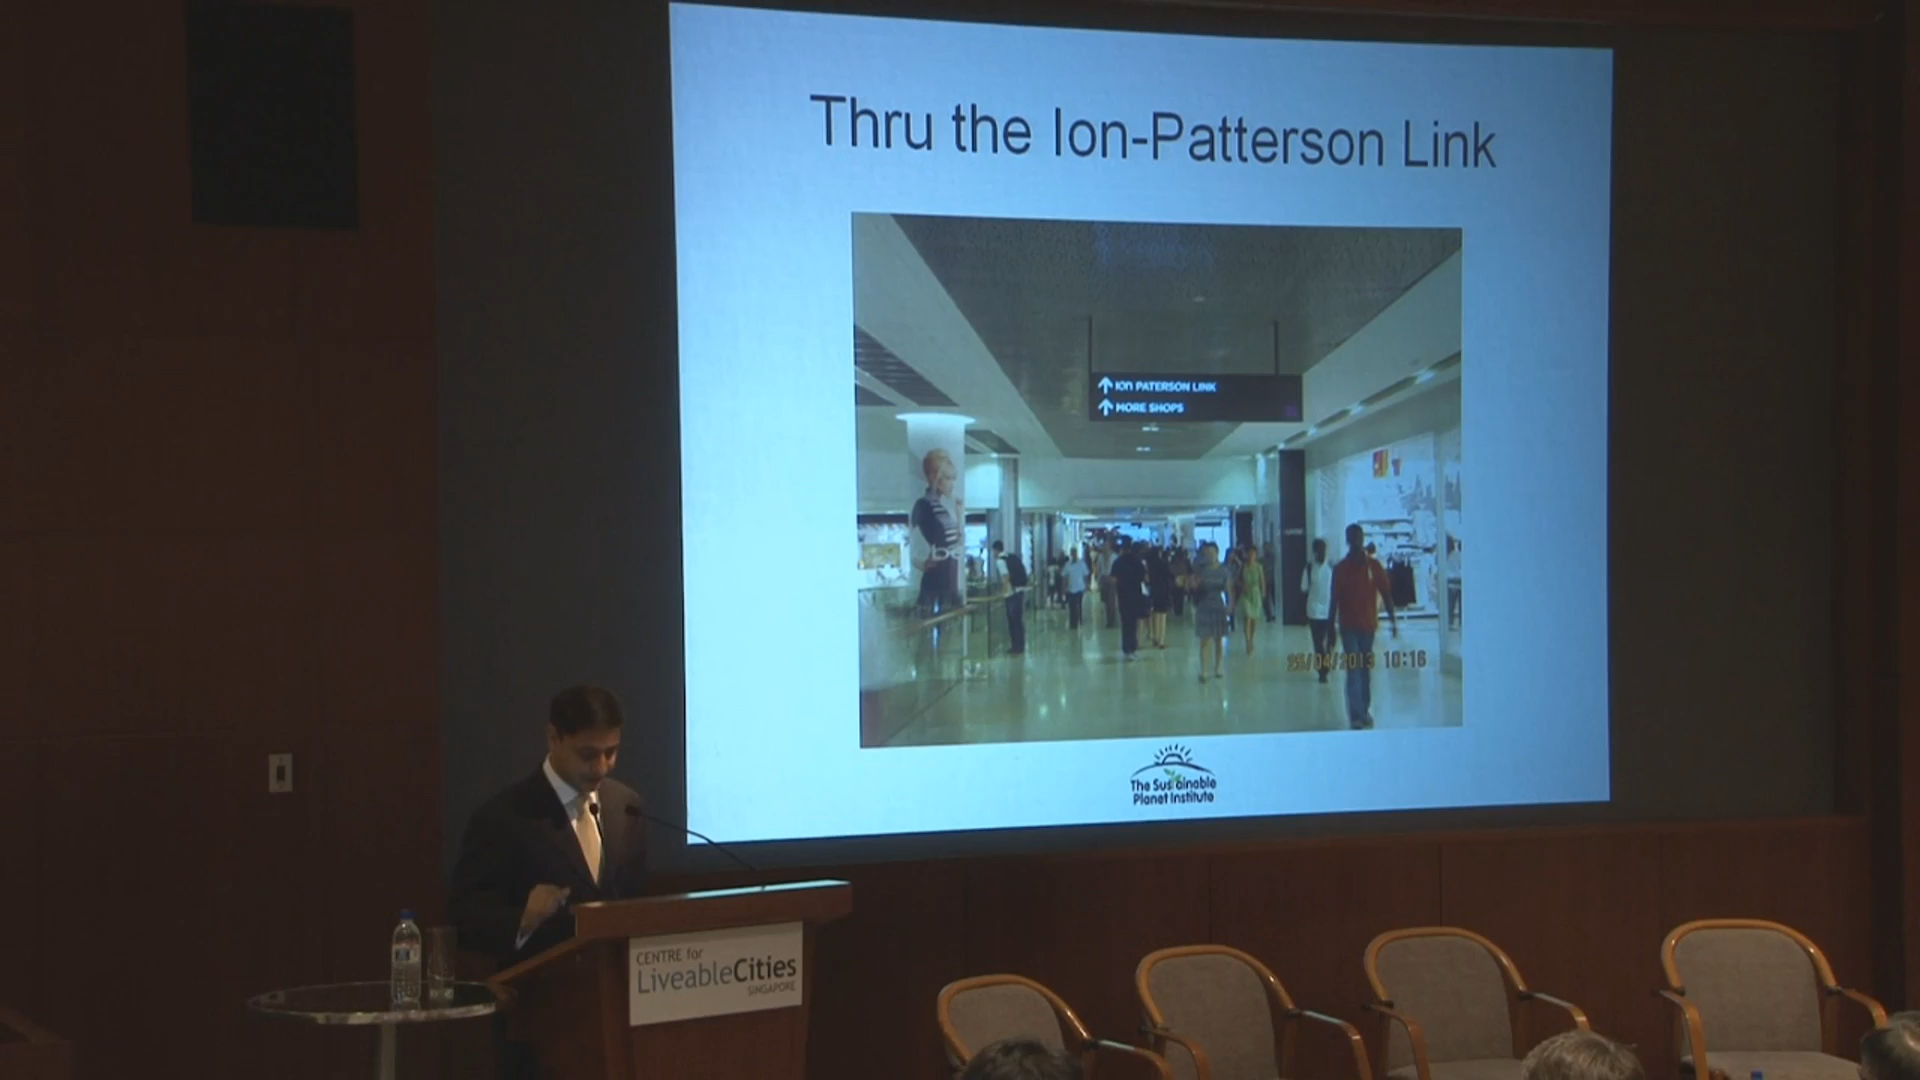 Thru the Ion-Patterson Link
ION PATERSON LINK
MORE SHOPS
25/04/2013 10:16
The Sustainable
Planet Institute
CENTRE for
LiveableCities
SINGAPORE